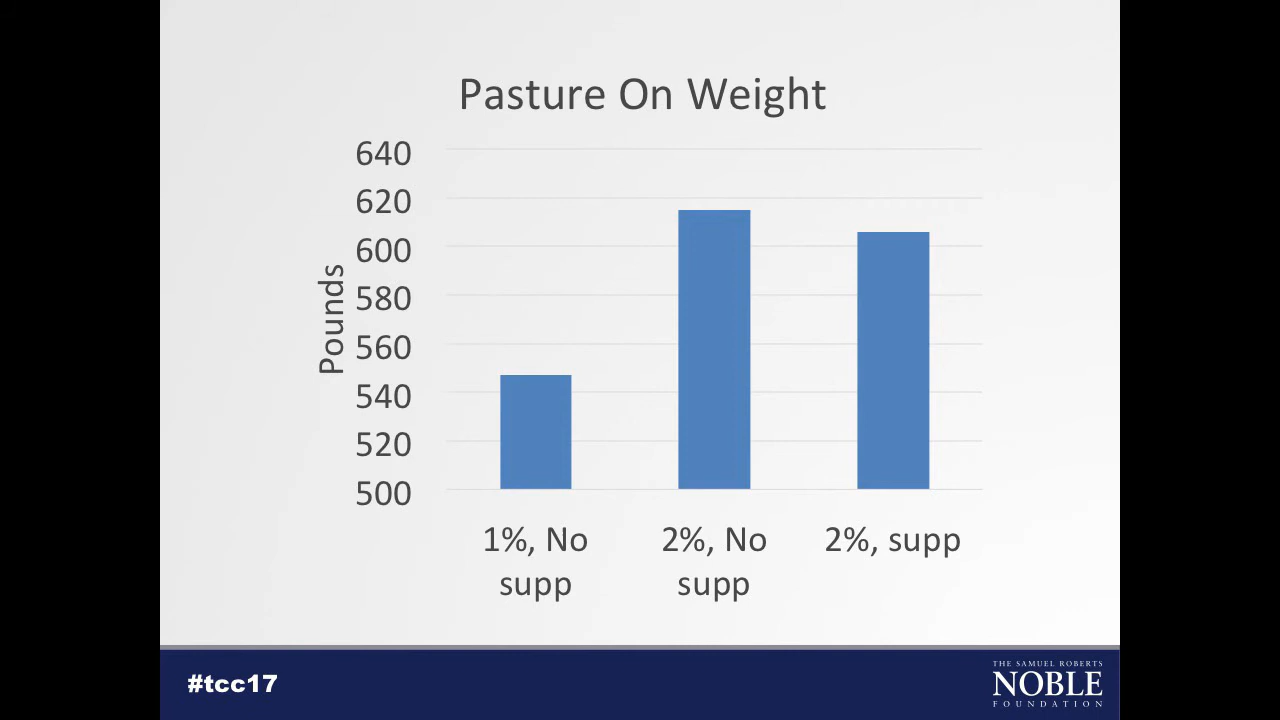 Pasture On Weight
640
620
600
580
560
540
520
500
Pounds
1%, No
supp
2%, No
supp
2%, supp
#tcc17
THE SAMUEL ROBERTS
NOBLE
FOUNDATION